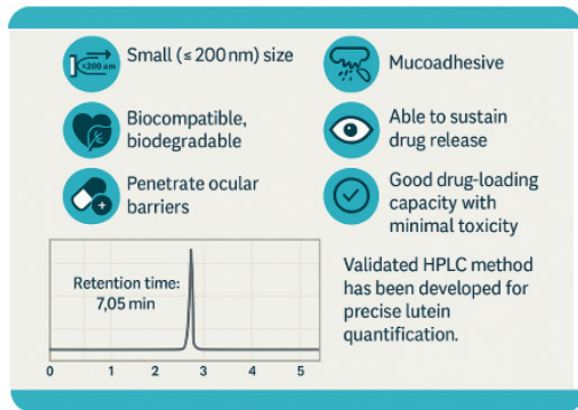 <200 am
Small (≤ 200 nm) size
Mucoadhesive
Biocompatible,
biodegradable
Able to sustain
drug release
Penetrate ocular
barriers
Good drug-loading
capacity with
minimal toxicity
Retention time:
7,05 min
0 1 2 3 4 5
Validated HPLC method
has been developed for
precise lutein
quantification.